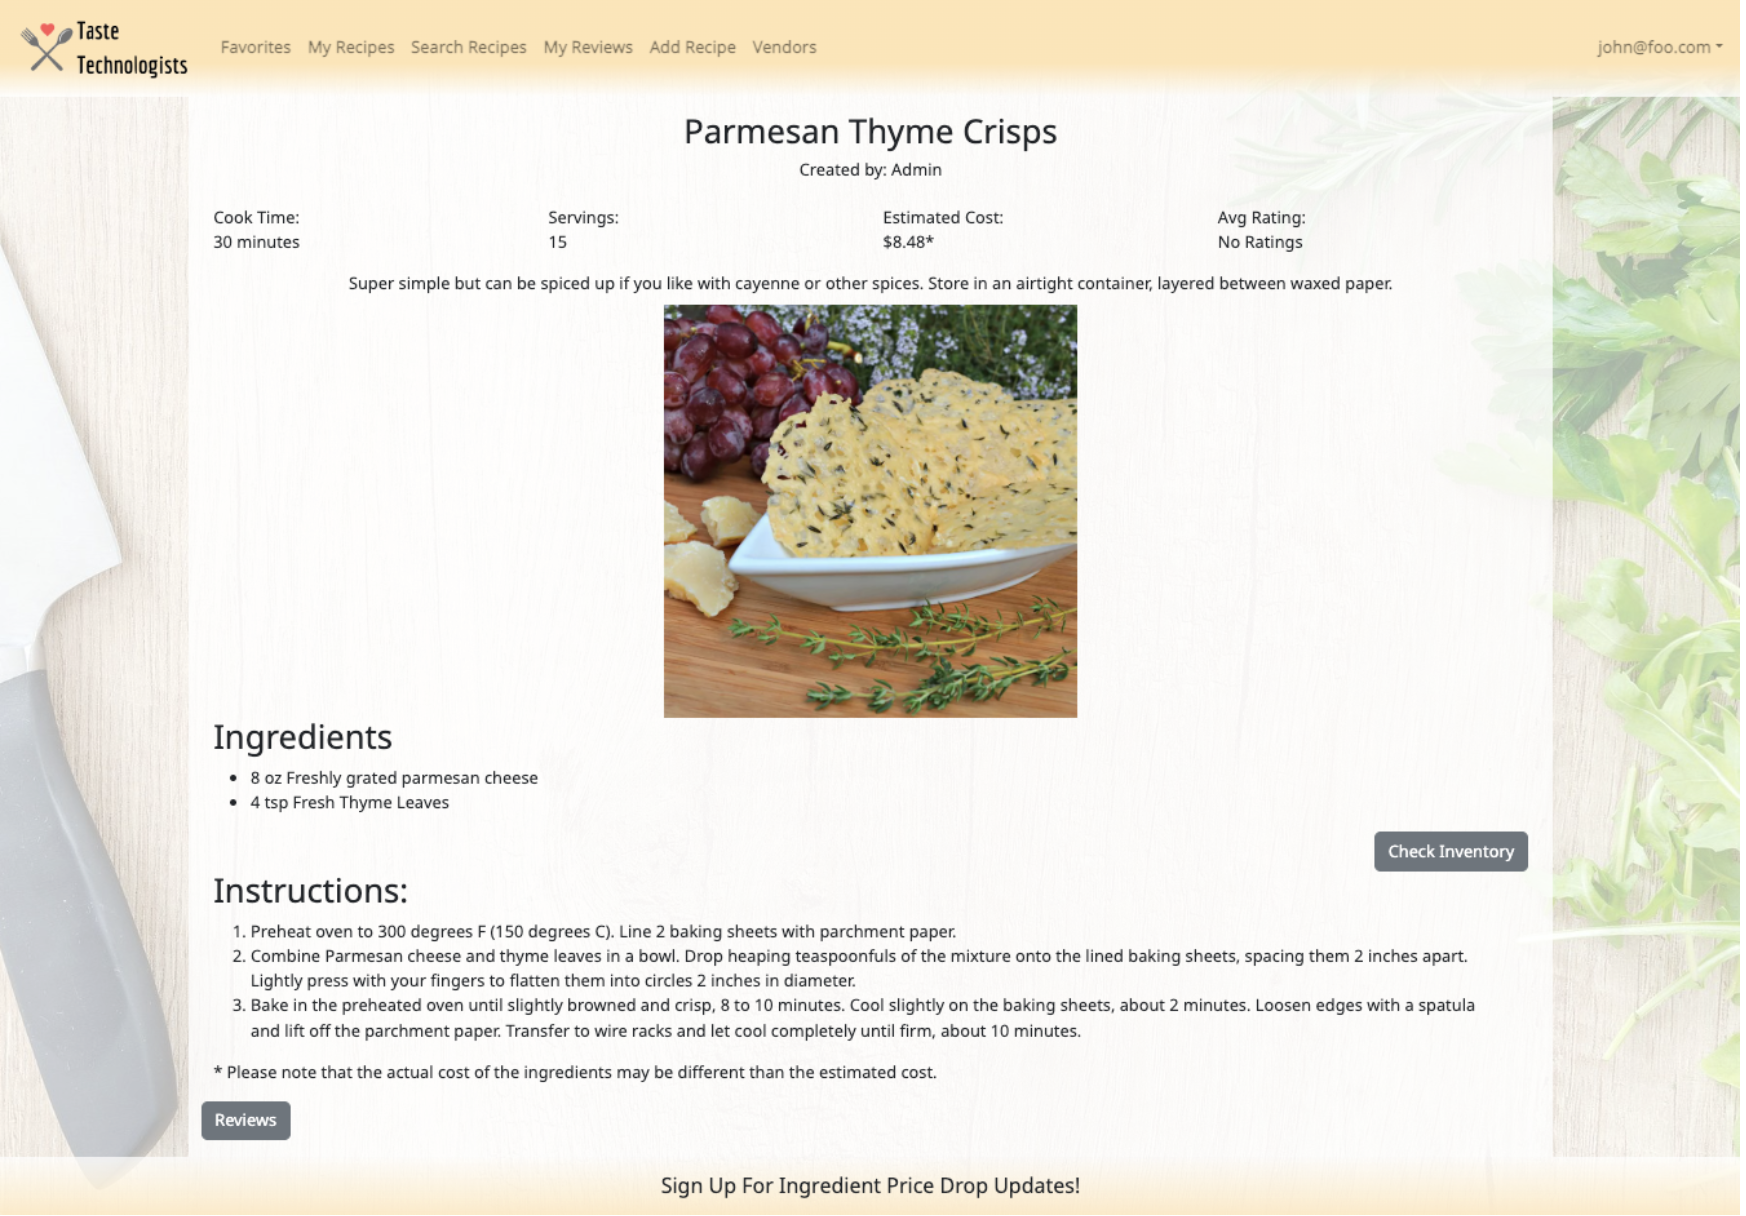 Taste
Technologists
Favorites My Recipes Search Recipes My Reviews Add Recipe Vendors
john@foo.com
Parmesan Thyme Crisps
Created by: Admin
Cook Time:
30 minutes
Servings:
15
Estimated Cost:
$8.48*
Avg Rating:
No Ratings
Super simple but can be spiced up if you like with cayenne or other spices. Store in an airtight container, layered between waxed paper.
Ingredients
• 8 oz Freshly grated parmesan cheese
• 4 tsp Fresh Thyme Leaves
Check Inventory
Instructions:
1. Preheat oven to 300 degrees F (150 degrees C). Line 2 baking sheets with parchment paper.
2. Combine Parmesan cheese and thyme leaves in a bowl. Drop heaping teaspoonfuls of the mixture onto the lined baking sheets, spacing them 2 inches apart.
Lightly press with your fingers to flatten them into circles 2 inches in diameter.
3. Bake in the preheated oven until slightly browned and crisp, 8 to 10 minutes. Cool slightly on the baking sheets, about 2 minutes. Loosen edges with a spatula
and lift off the parchment paper. Transfer to wire racks and let cool completely until firm, about 10 minutes.
* Please note that the actual cost of the ingredients may be different than the estimated cost.
Reviews
Sign Up For Ingredient Price Drop Updates!